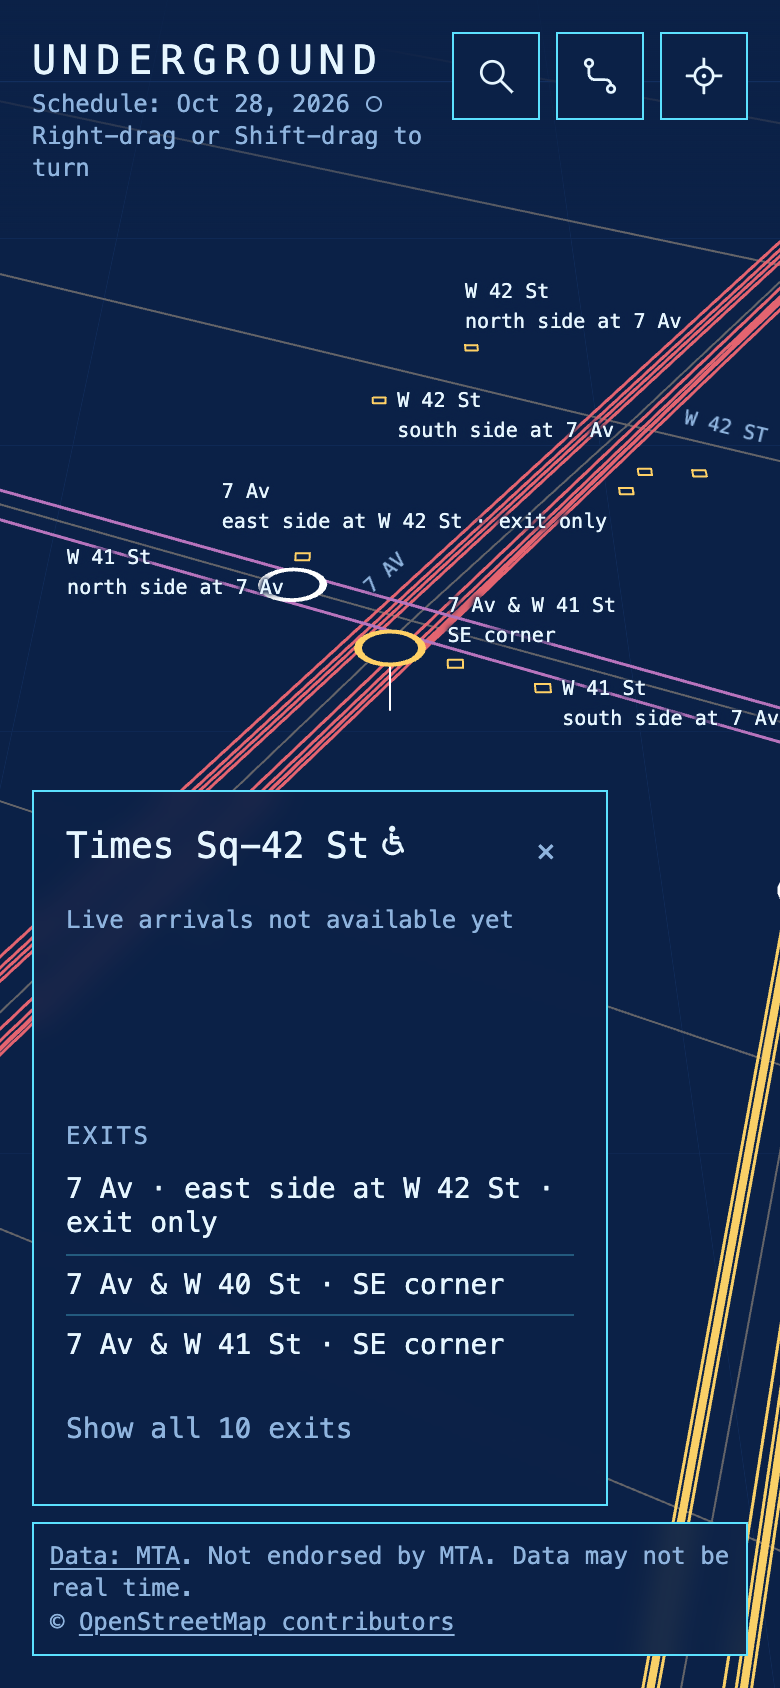 UNDERGROUND
Schedule: Oct 28, 2026
Right-drag or Shift-drag to
turn
W 42 St
north side at 7 Av
W 42 St
south side at 7 Av
W 42 ST
7 Av
east side at W 42 St · exit only
W 41 St
north side at 7 Av
7 AV
7 Av & W 41 St
SE corner
W 41 St
south side at 7 Av
Times Sq-42 St
×
Live arrivals not available yet
EXITS
7 Av · east side at W 42 St ·
exit only
7 Av & W 40 St · SE corner
7 Av & W 41 St · SE corner
Show all 10 exits
Data: MTA. Not endorsed by MTA. Data may not be
real time.
© OpenStreetMap contributors